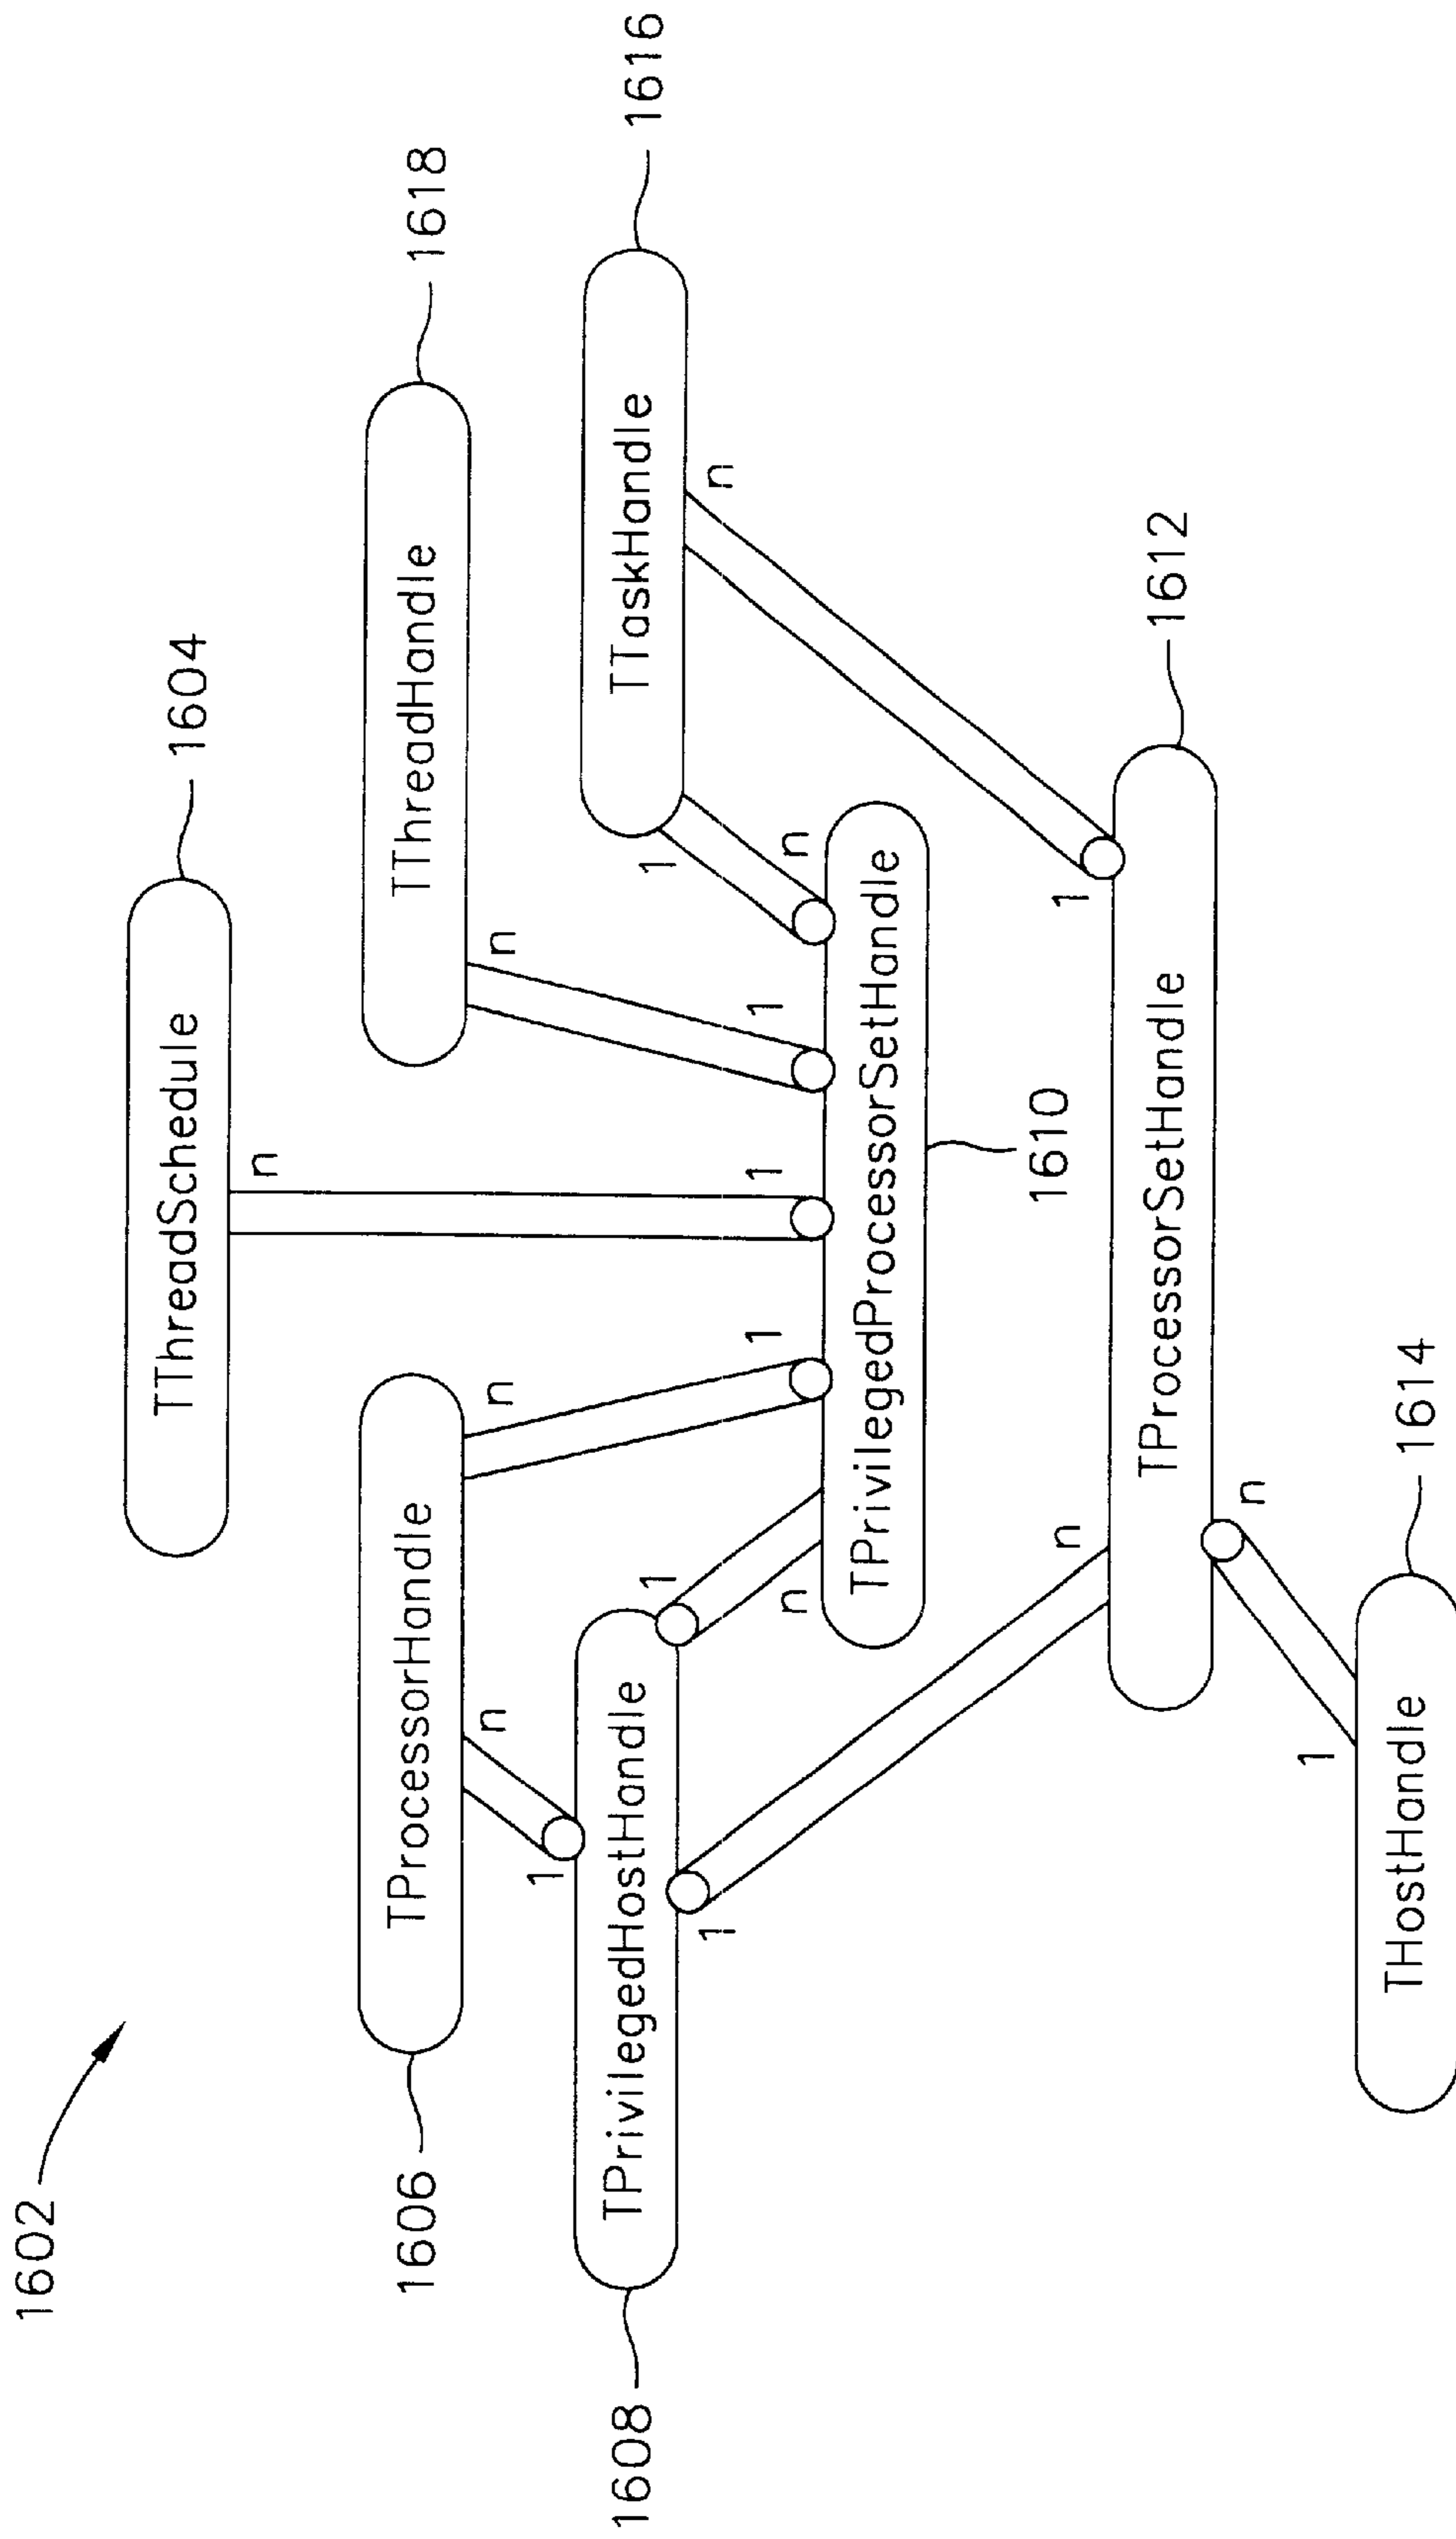 1602
TThreadSchedule
1604
1606
TProcessorHandle
n
n
n
TThreadHandle
n
1618
1608
TPrivilegedHostHandle
1
1
1
TTaskHandle
1
n
1616
n
1
1
1
n
TPrivilegedProcessorSetHandle
1610
n
1
TProcessorSetHandle
1612
n
1
THostHandle
1614